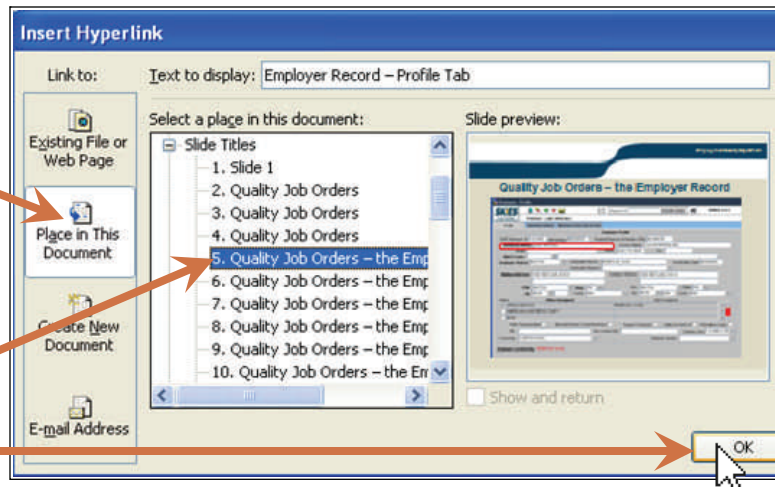 Insert Hyperlink
Link to:
Text to display: Employer Record – Profile Tab
Select a place in this document:
Slide preview:
Existing File or
Web Page
Place in This
Document
Create New
Document
E-mail Address
Slide Titles
1. Slide 1
2. Quality Job Orders
3. Quality Job Orders
4. Quality Job Orders
5. Quality Job Orders – the Emp
6. Quality Job Orders – the Emp
7. Quality Job Orders – the Emp
8. Quality Job Orders – the Emp
9. Quality Job Orders – the Emp
10. Quality Job Orders – the Em
Quality Job Orders – the Employer Record
Show and return
OK